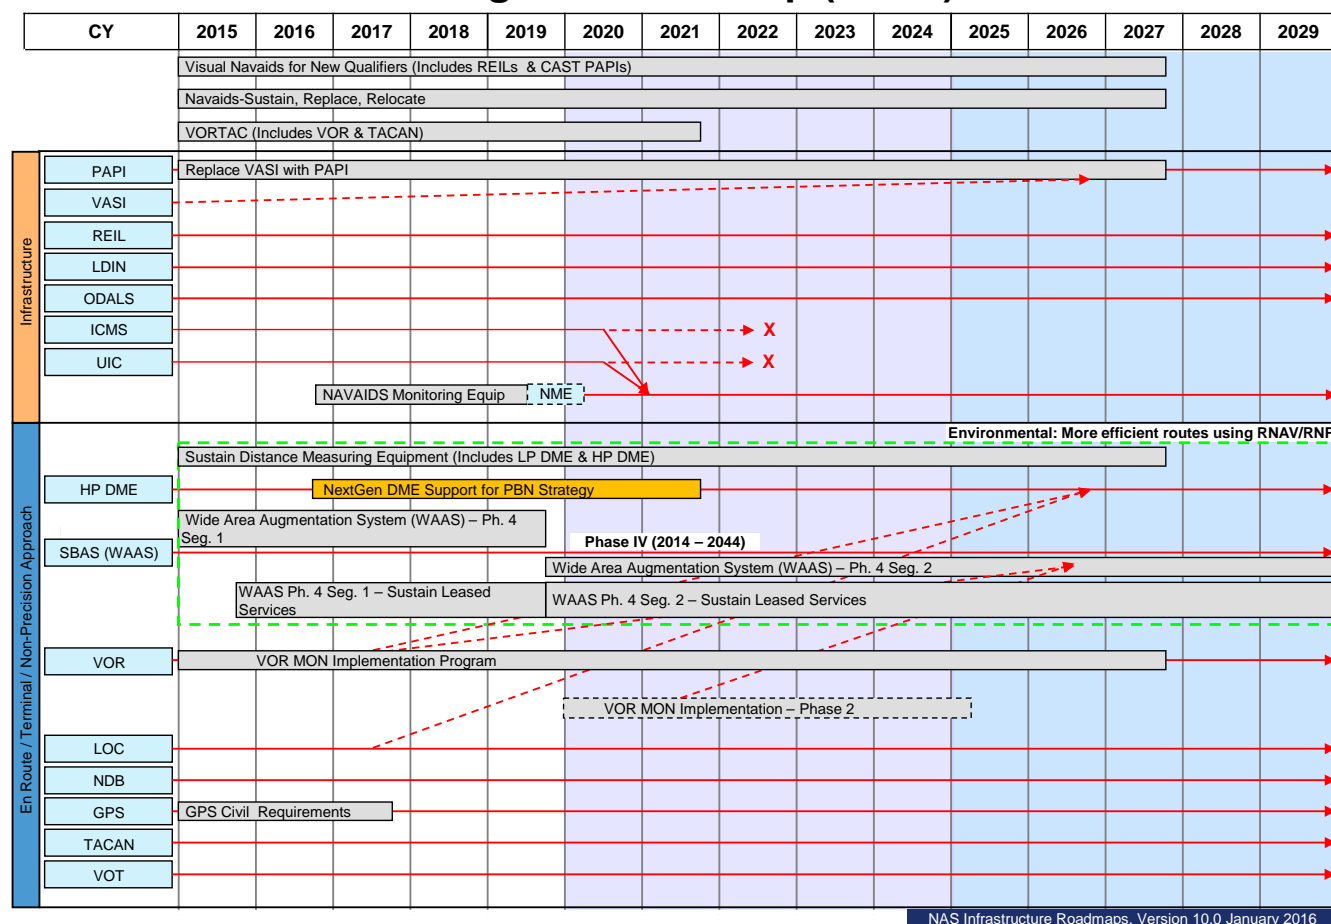 CY 2015 2016 2017 2018 2019 2020 2021 2022 2023 2024 2025 2026 2027 2028 2029
Visual Navaids for New Qualifiers (Includes REILs & CAST PAPIs)
Navaids-Sustain, Replace, Relocate
VORTAC (Includes VOR & TACAN)
Infrastructure
PAPI
Replace VASI with PAPI
VASI
REIL
LDIN
ODALS
ICMS
X
UIC
X
NAVAIDS Monitoring Equip
NME
En Route / Terminal / Non-Precision Approach
Environmental: More efficient routes using RNAV/RNP
Sustain Distance Measuring Equipment (Includes LP DME & HP DME)
HP DME
NextGen DME Support for PBN Strategy
Wide Area Augmentation System (WAAS) – Ph. 4
Seg. 1
SBAS (WAAS)
Phase IV (2014 – 2044)
Wide Area Augmentation System (WAAS) – Ph. 4 Seg. 2
WAAS Ph. 4 Seg. 1 – Sustain Leased
Services
WAAS Ph. 4 Seg. 2 – Sustain Leased Services
VOR
VOR MON Implementation Program
VOR MON Implementation – Phase 2
LOC
NDB
GPS
GPS Civil Requirements
TACAN
VOT
NAS Infrastructure Roadmaps, Version 10.0 January 2016